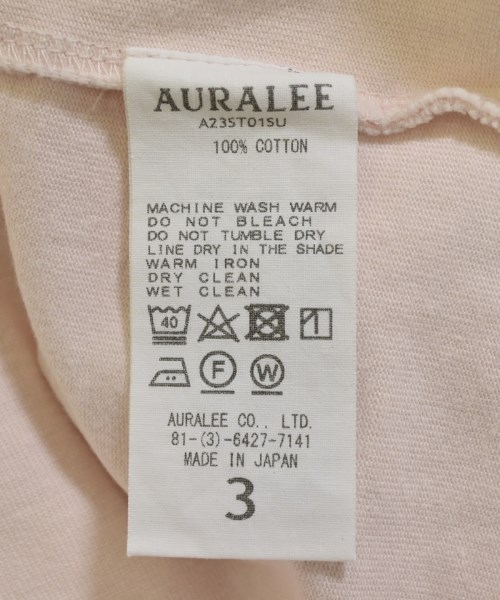 AURALEE
A23ST01SU
100% COTTON
MACHINE WASH WARM
DO NOT BLEACH
DO NOT TUMBLE DRY
LINE DRY IN THE SHADE
WARM IRON
DRY CLEAN
WET CLEAN
40
F W
AURALEE CO., LTD.
81-(3)-6427-7141
MADE IN JAPAN
3